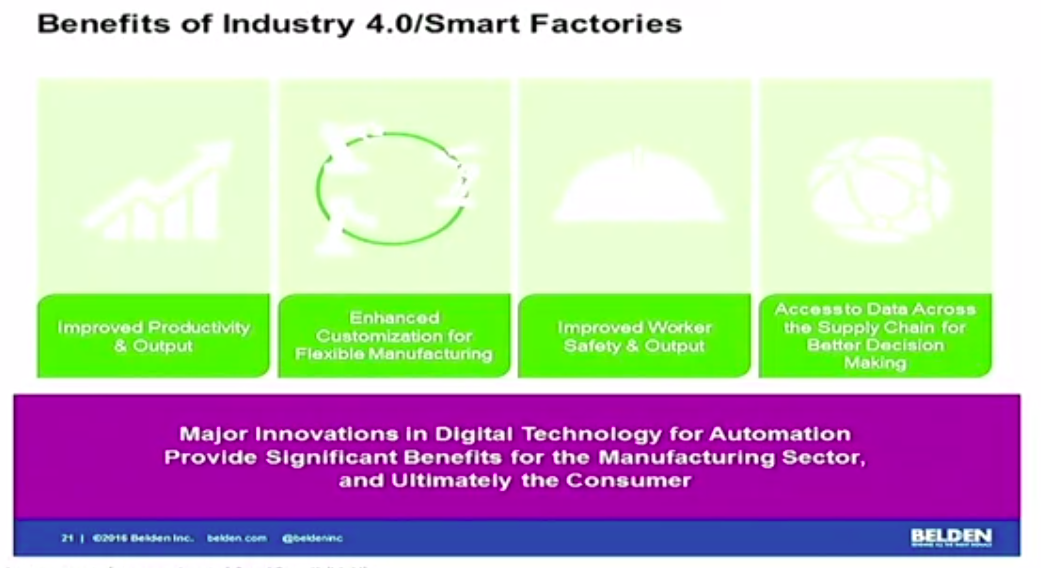 Benefits of Industry 4.0/Smart Factories
Improved Productivity
& Output
Enhanced
Customization for
Flexible Manufacturing
Improved Worker
Safety & Output
Access to Data Across
the Supply Chain for
Better Decision
Making
Major Innovations in Digital Technology for Automation
Provide Significant Benefits for the Manufacturing Sector,
and Ultimately the Consumer
21 | ©2016 Belden Inc. belden.com @beldeninc
BELDEN